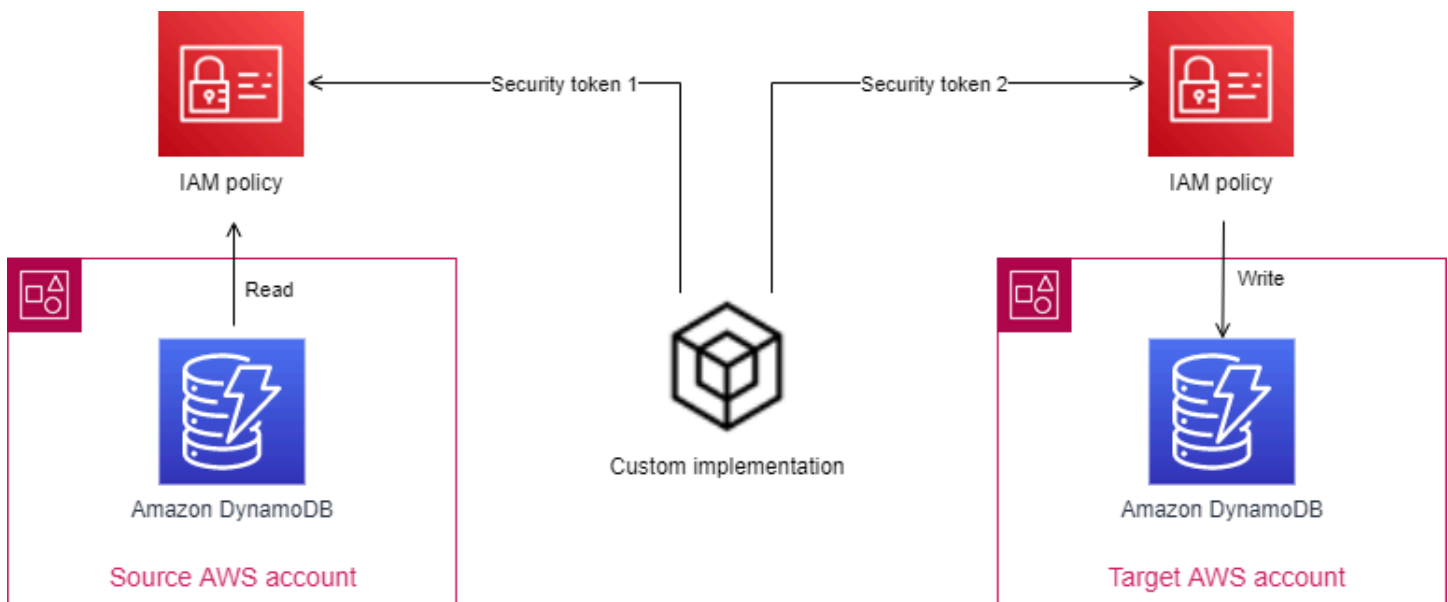 Security token 1
Security token 2
IAM policy
IAM policy
Read
Write
Custom implementation
Amazon DynamoDB
Amazon DynamoDB
Source AWS account
Target AWS account